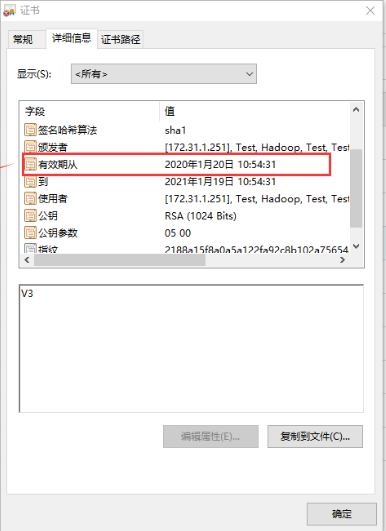 证书
常规 详细信息 证书路径
显示(S): <所有>
字段 值
签名哈希算法 sha1
颁发者 [172.31.1.251], Test, Hadoop, Test, Test
有效期从 2020年1月20日 10:54:31
到 2021年1月19日 10:54:31
使用者 [172.31.1.251], Test, Hadoop, Test, Test
公钥 RSA (1024 Bits)
公钥参数 05 00
指纹 2188a15f8a0a5a122fa92c8b102a75654
V3
编辑属性(E)... 复制到文件(C)...
确定